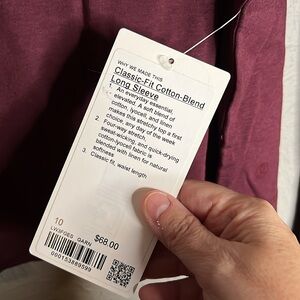 WHY WE MADE THIS
Classic-Fit Cotton-Blend
Long Sleeve
1. An everyday essential,
elevated. A soft blend of
cotton, lyocell, and linen
makes this stretchy top a first
choice, any day of the week
2. Four-way stretch,
sweat-wicking, and quick-drying
cotton-lyocell fabric is
blended with linen for natural
softness
3. Classic fit, waist length
10
$68.00
GARN
000153889599